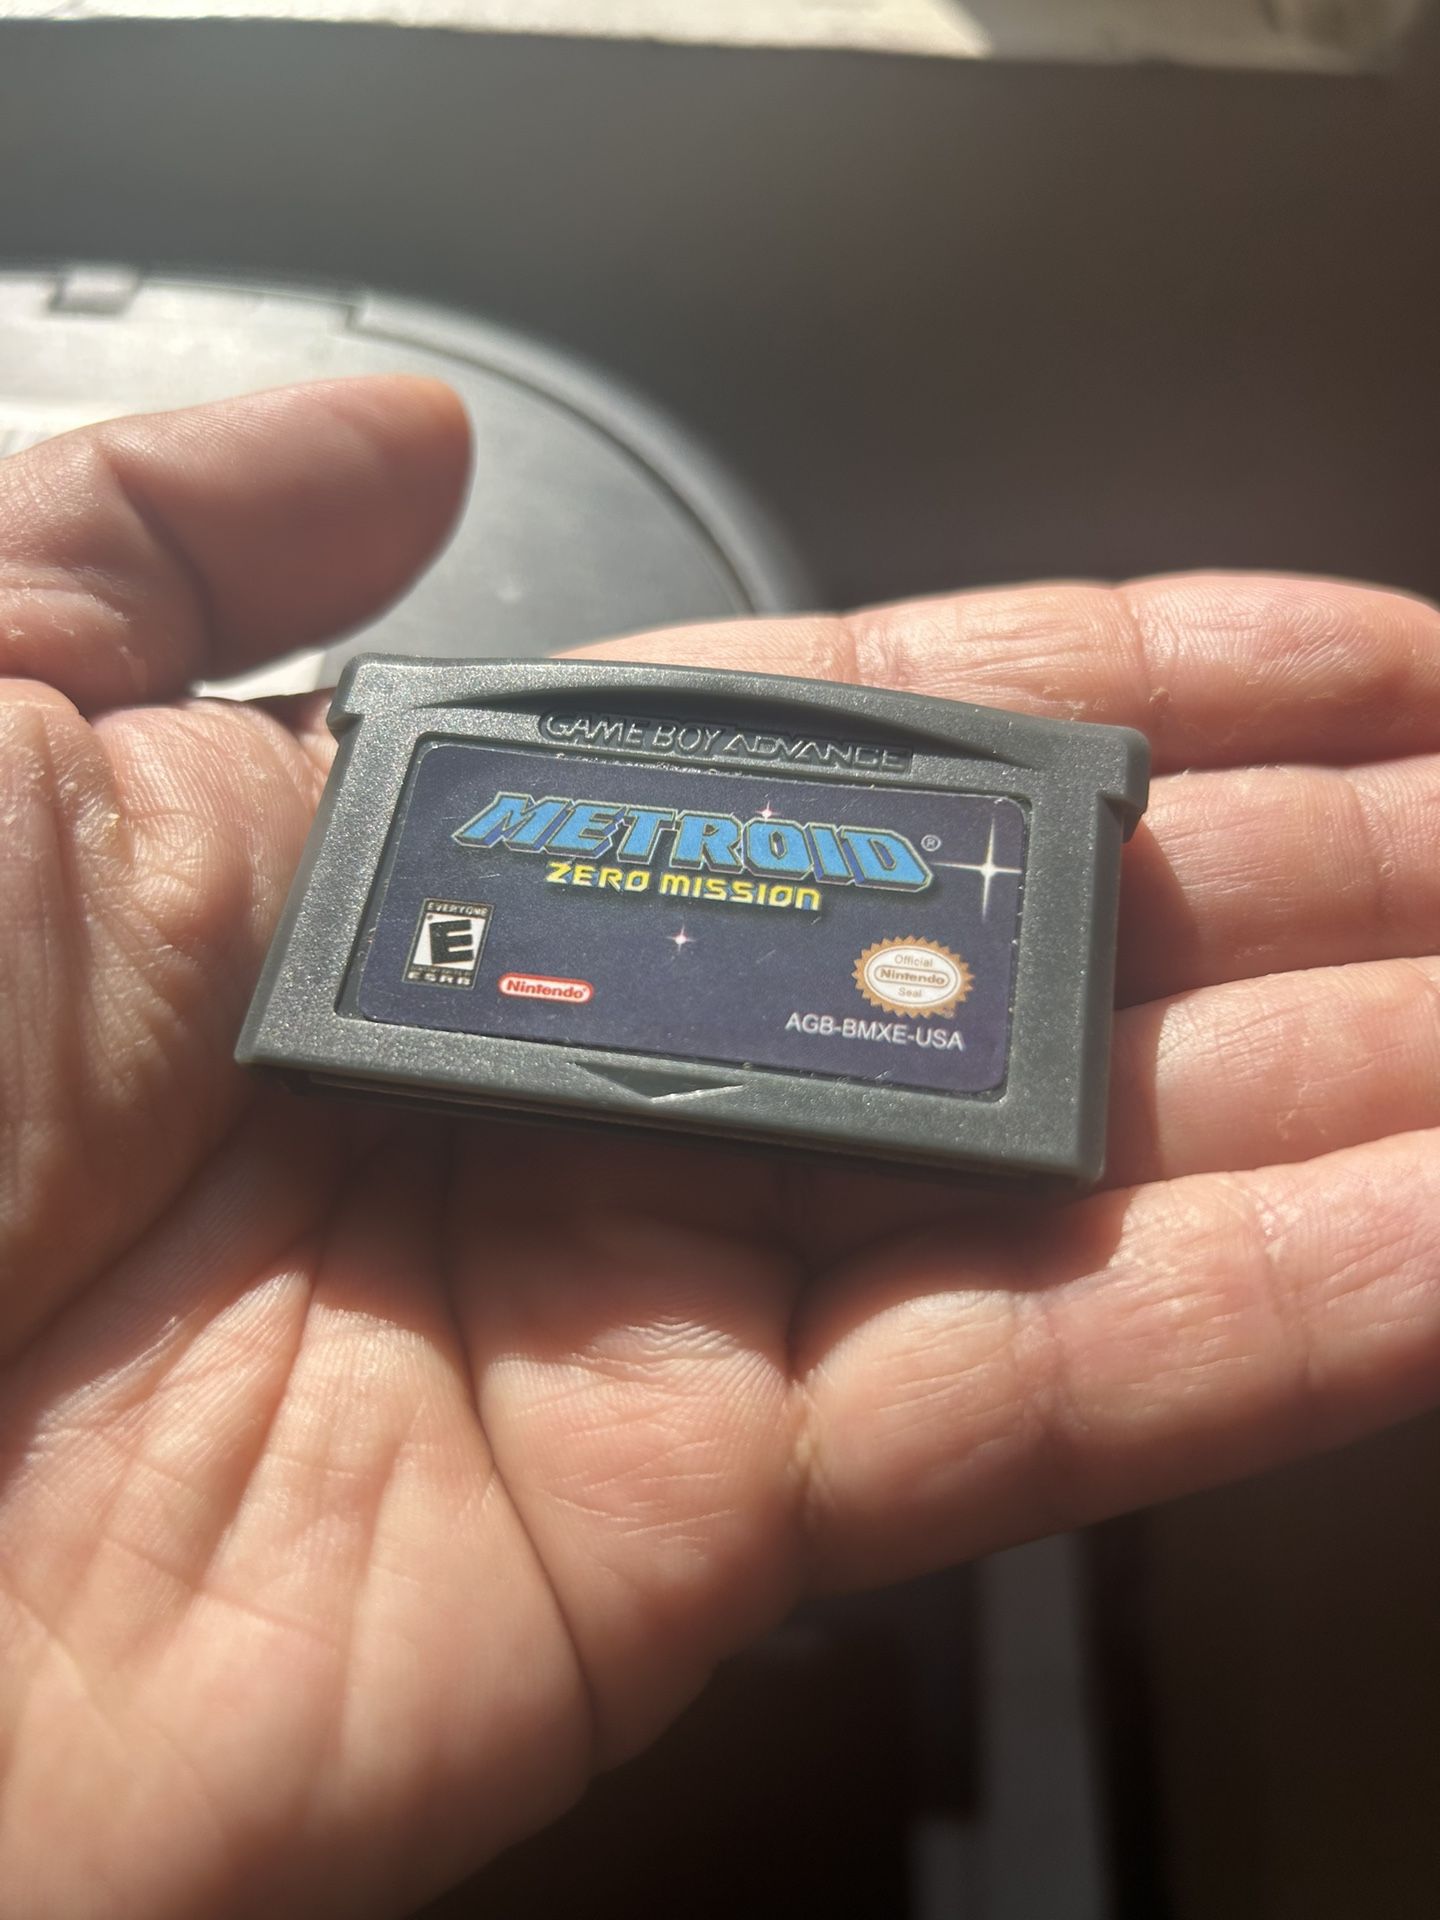 GAME BOY ADVANCE
METROID®
ZERO MISSION
EVERYONE
E
ESRB
Nintendo®
Official
Nintendo
Seal
AGB-BMXE-USA